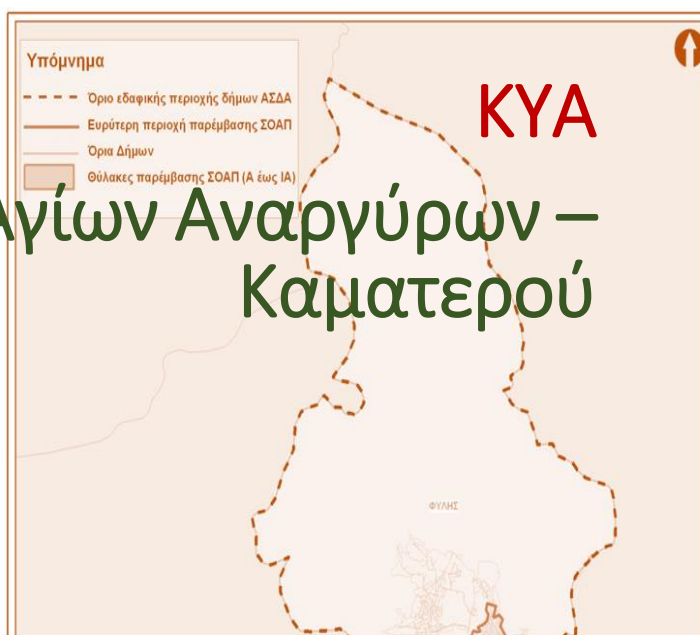 Υπόμνημα
Όριο εδαφικής περιοχής δήμων ΑΣΔΑ
Ευρύτερη περιοχή παρέμβασης ΣΟΑΠ
Όρια Δήμων
Θύλακες παρέμβασης ΣΟΑΠ (Α έως ΙΑ)
ΚΥΑ
Αγίων Αναργύρων –
Καματερού
ΦΥΛΗΣ